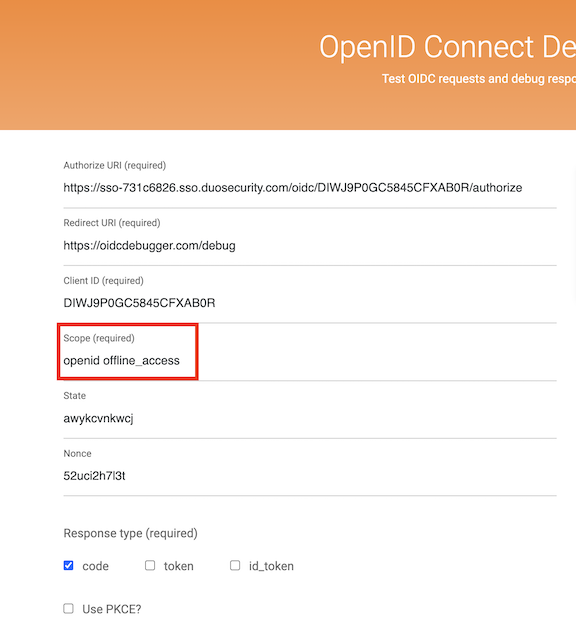 OpenID Connect De
Test OIDC requests and debug respo
Authorize URI (required)
https://sso-731c6826.sso.duosecurity.com/oidc/DIWJ9P0GC5845CFXAB0R/authorize
Redirect URI (required)
https://oidcdebugger.com/debug
Client ID (required)
DIWJ9P0GC5845CFXAB0R
Scope (required)
openid offline_access
State
awykcvnkwcj
Nonce
52uci2h7l3t
Response type (required)
code token id_token
Use PKCE?